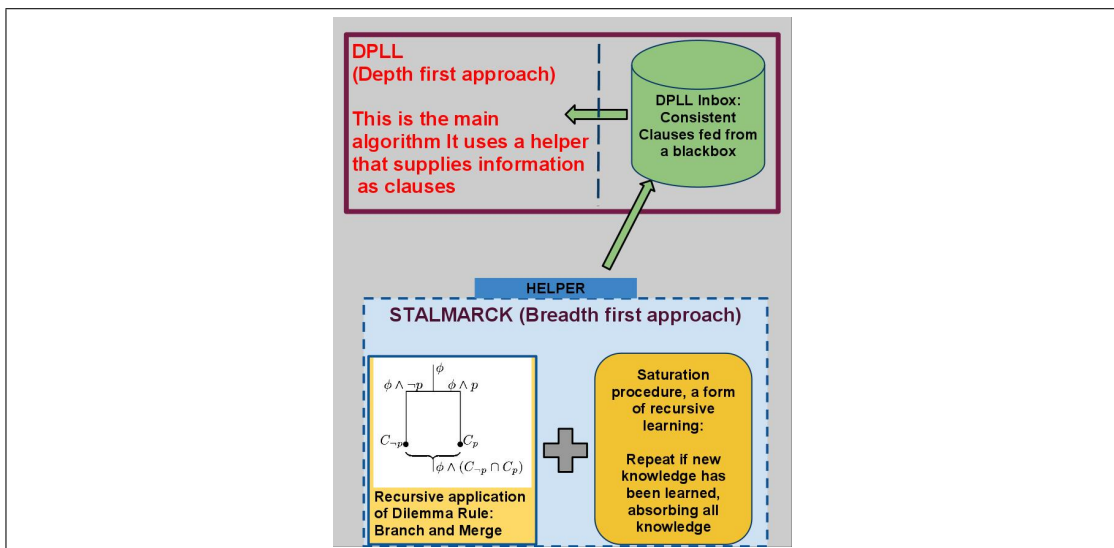 DPLL
(Depth first approach)
This is the main
algorithm It uses a helper
that supplies information
as clauses
DPLL Inbox:
Consistent
Clauses fed from
a blackbox
HELPER
STALMARCK (Breadth first approach)
ϕ
ϕ ∧ ¬p
ϕ ∧ p
C¬p
Cp
ϕ ∧ (C¬p ∩ Cp)
Recursive application
of Dilemma Rule:
Branch and Merge
Saturation
procedure, a form
of recursive
learning:
Repeat if new
knowledge has
been learned,
absorbing all
knowledge